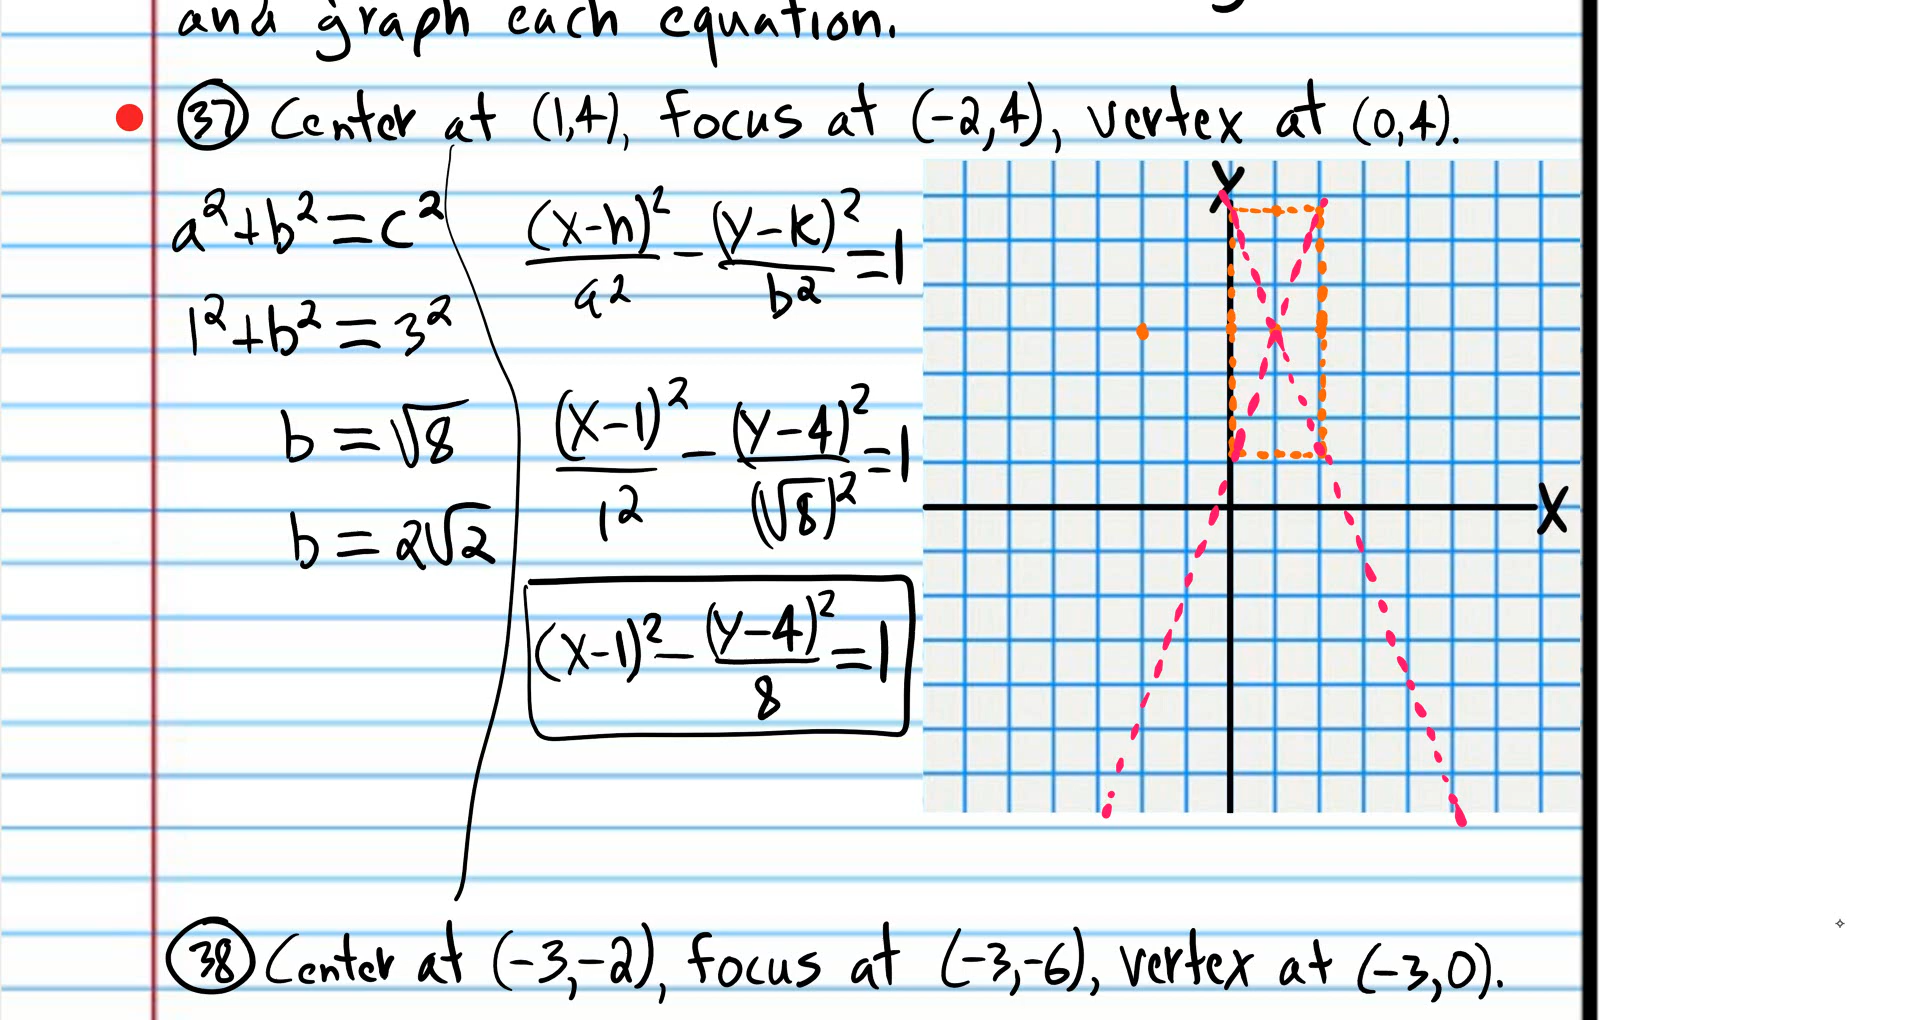 and graph each equation.
37 Center at (1,4), focus at (-2,4), vertex at (0,4).
a²+b²=c²
1²+b²=3²
b=√8
b=2√2
(x-h)²/a² - (y-k)²/b² =1
(x-1)²/1² - (y-4)²/(√8)² =1
(x-1)² - (y-4)²/8 =1
Y
X
38 Center at (-3,-2), focus at (-3,-6), vertex at (-3,0).